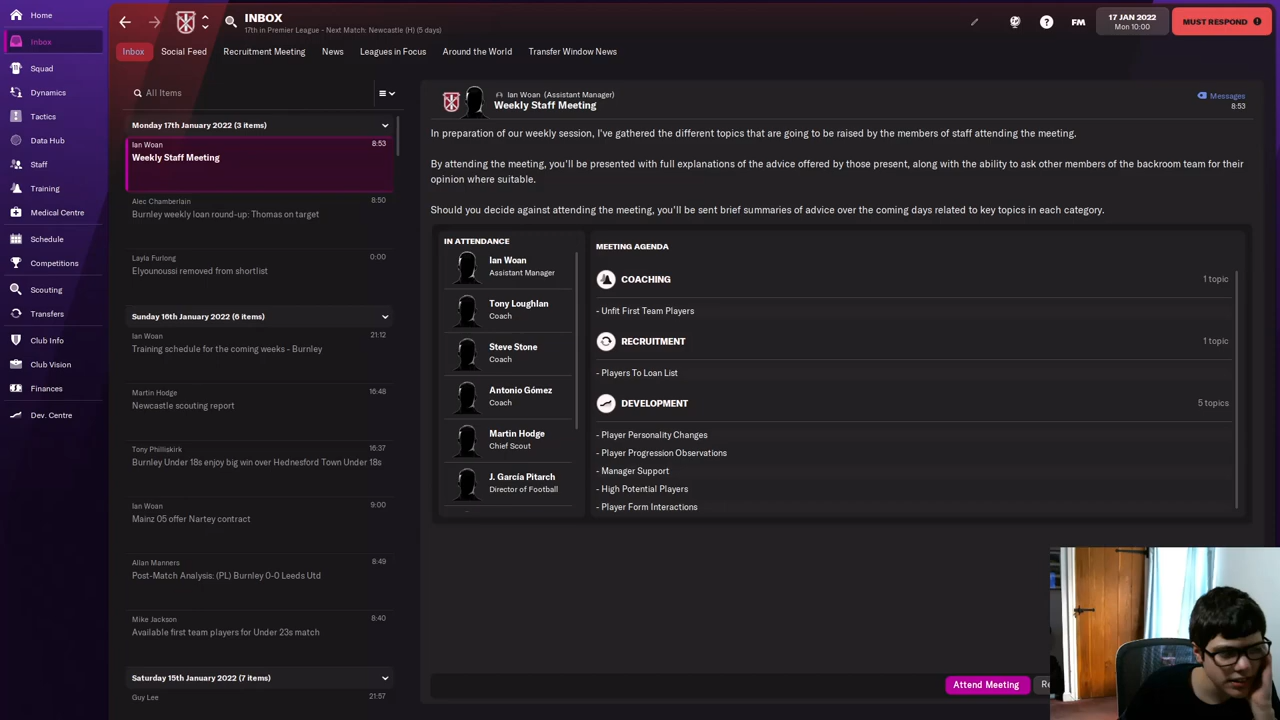 Home
Inbox
Squad
Dynamics
Tactics
Data Hub
Staff
Training
Medical Centre
Schedule
Competitions
Scouting
Transfers
Club Info
Club Vision
Finances
Dev. Centre
INBOX
17th in Premier League - Next Match: Newcastle (H) (5 days)
FM
17 JAN 2022
Mon 10:00
MUST RESPOND
Inbox
Social Feed
Recruitment Meeting
News
Leagues in Focus
Around the World
Transfer Window News
All Items
Monday 17th January 2022 (3 items)
Ian Woan
8:53
Weekly Staff Meeting
Alec Chamberlain
8:50
Burnley weekly loan round-up: Thomas on target
Layla Furlong
0:00
Elyounoussi removed from shortlist
Sunday 16th January 2022 (6 items)
Ian Woan
21:12
Training schedule for the coming weeks - Burnley
Martin Hodge
16:48
Newcastle scouting report
Tony Philliskirk
16:37
Burnley Under 18s enjoy big win over Hednesford Town Under 18s
Ian Woan
9:00
Mainz 05 offer Nartey contract
Allan Manners
8:49
Post-Match Analysis: (PL) Burnley 0-0 Leeds Utd
Mike Jackson
8:40
Available first team players for Under 23s match
Saturday 15th January 2022 (7 items)
Guy Lee
21:57
Ian Woan (Assistant Manager)
Weekly Staff Meeting
Messages
8:53
In preparation of our weekly session, I've gathered the different topics that are going to be raised by the members of staff attending the meeting.
By attending the meeting, you'll be presented with full explanations of the advice offered by those present, along with the ability to ask other members of the backroom team for their
opinion where suitable.
Should you decide against attending the meeting, you'll be sent brief summaries of advice over the coming days related to key topics in each category.
IN ATTENDANCE
Ian Woan
Assistant Manager
Tony Loughlan
Coach
Steve Stone
Coach
Antonio Gómez
Coach
Martin Hodge
Chief Scout
J. García Pitarch
Director of Football
MEETING AGENDA
COACHING
1 topic
- Unfit First Team Players
RECRUITMENT
1 topic
- Players To Loan List
DEVELOPMENT
5 topics
- Player Personality Changes
- Player Progression Observations
- Manager Support
- High Potential Players
- Player Form Interactions
Attend Meeting